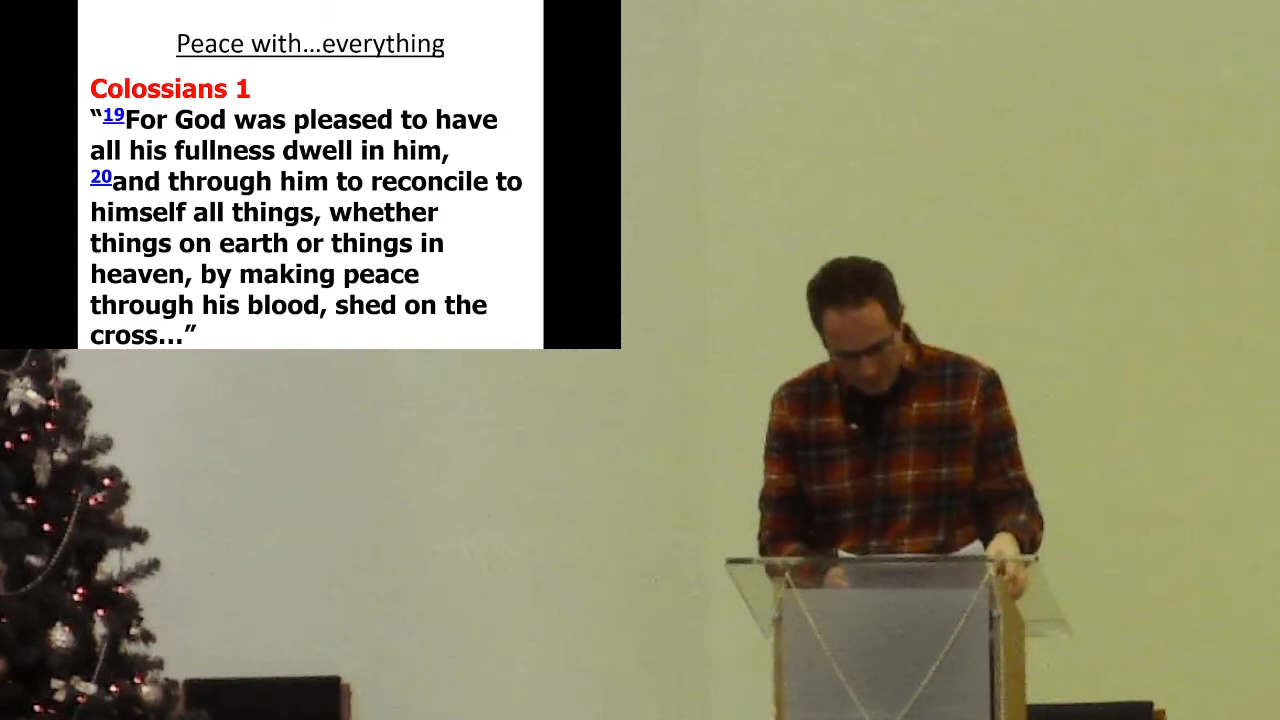 Peace with...everything
Colossians 1
“19For God was pleased to have
all his fullness dwell in him,
20and through him to reconcile to
himself all things, whether
things on earth or things in
heaven, by making peace
through his blood, shed on the
cross...”